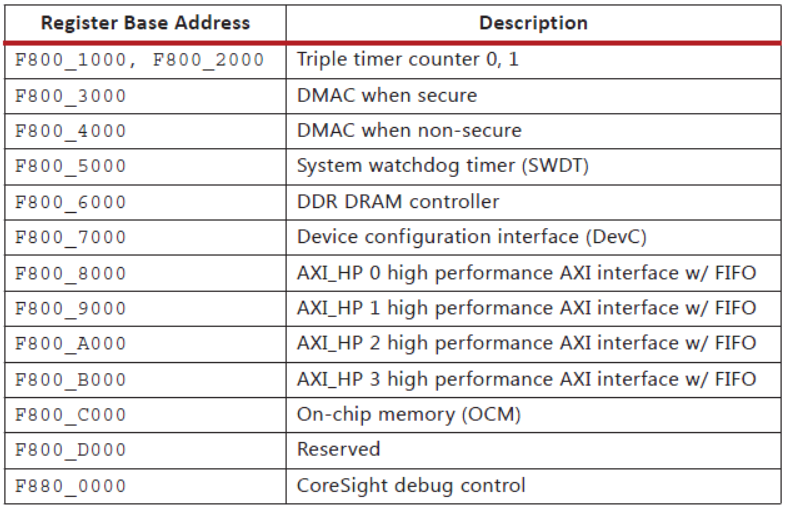 Register Base Address Description
F800_1000, F800_2000 Triple timer counter 0, 1
F800_3000 DMAC when secure
F800_4000 DMAC when non-secure
F800_5000 System watchdog timer (SWDT)
F800_6000 DDR DRAM controller
F800_7000 Device configuration interface (DevC)
F800_8000 AXI_HP 0 high performance AXI interface w/ FIFO
F800_9000 AXI_HP 1 high performance AXI interface w/ FIFO
F800_A000 AXI_HP 2 high performance AXI interface w/ FIFO
F800_B000 AXI_HP 3 high performance AXI interface w/ FIFO
F800_C000 On-chip memory (OCM)
F800_D000 Reserved
F880_0000 CoreSight debug control